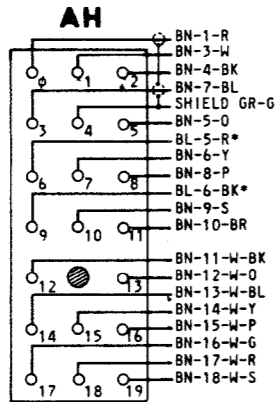 AH
BN-1-R
BN-3-W
BN-4-BK
BN-7-BL
SHIELD GR-G
BN-5-O
BL-5-R*
BN-6-Y
BN-8-P
BL-6-BK*
BN-9-S
BN-10-BR
BN-11-W-BK
BN-12-W-O
BN-13-W-BL
BN-14-W-Y
BN-15-W-P
BN-16-W-G
BN-17-W-R
BN-18-W-S
0 1 2
3 4 5
6 7 8
9 10 11
12 13
14 15 16
17 18 19